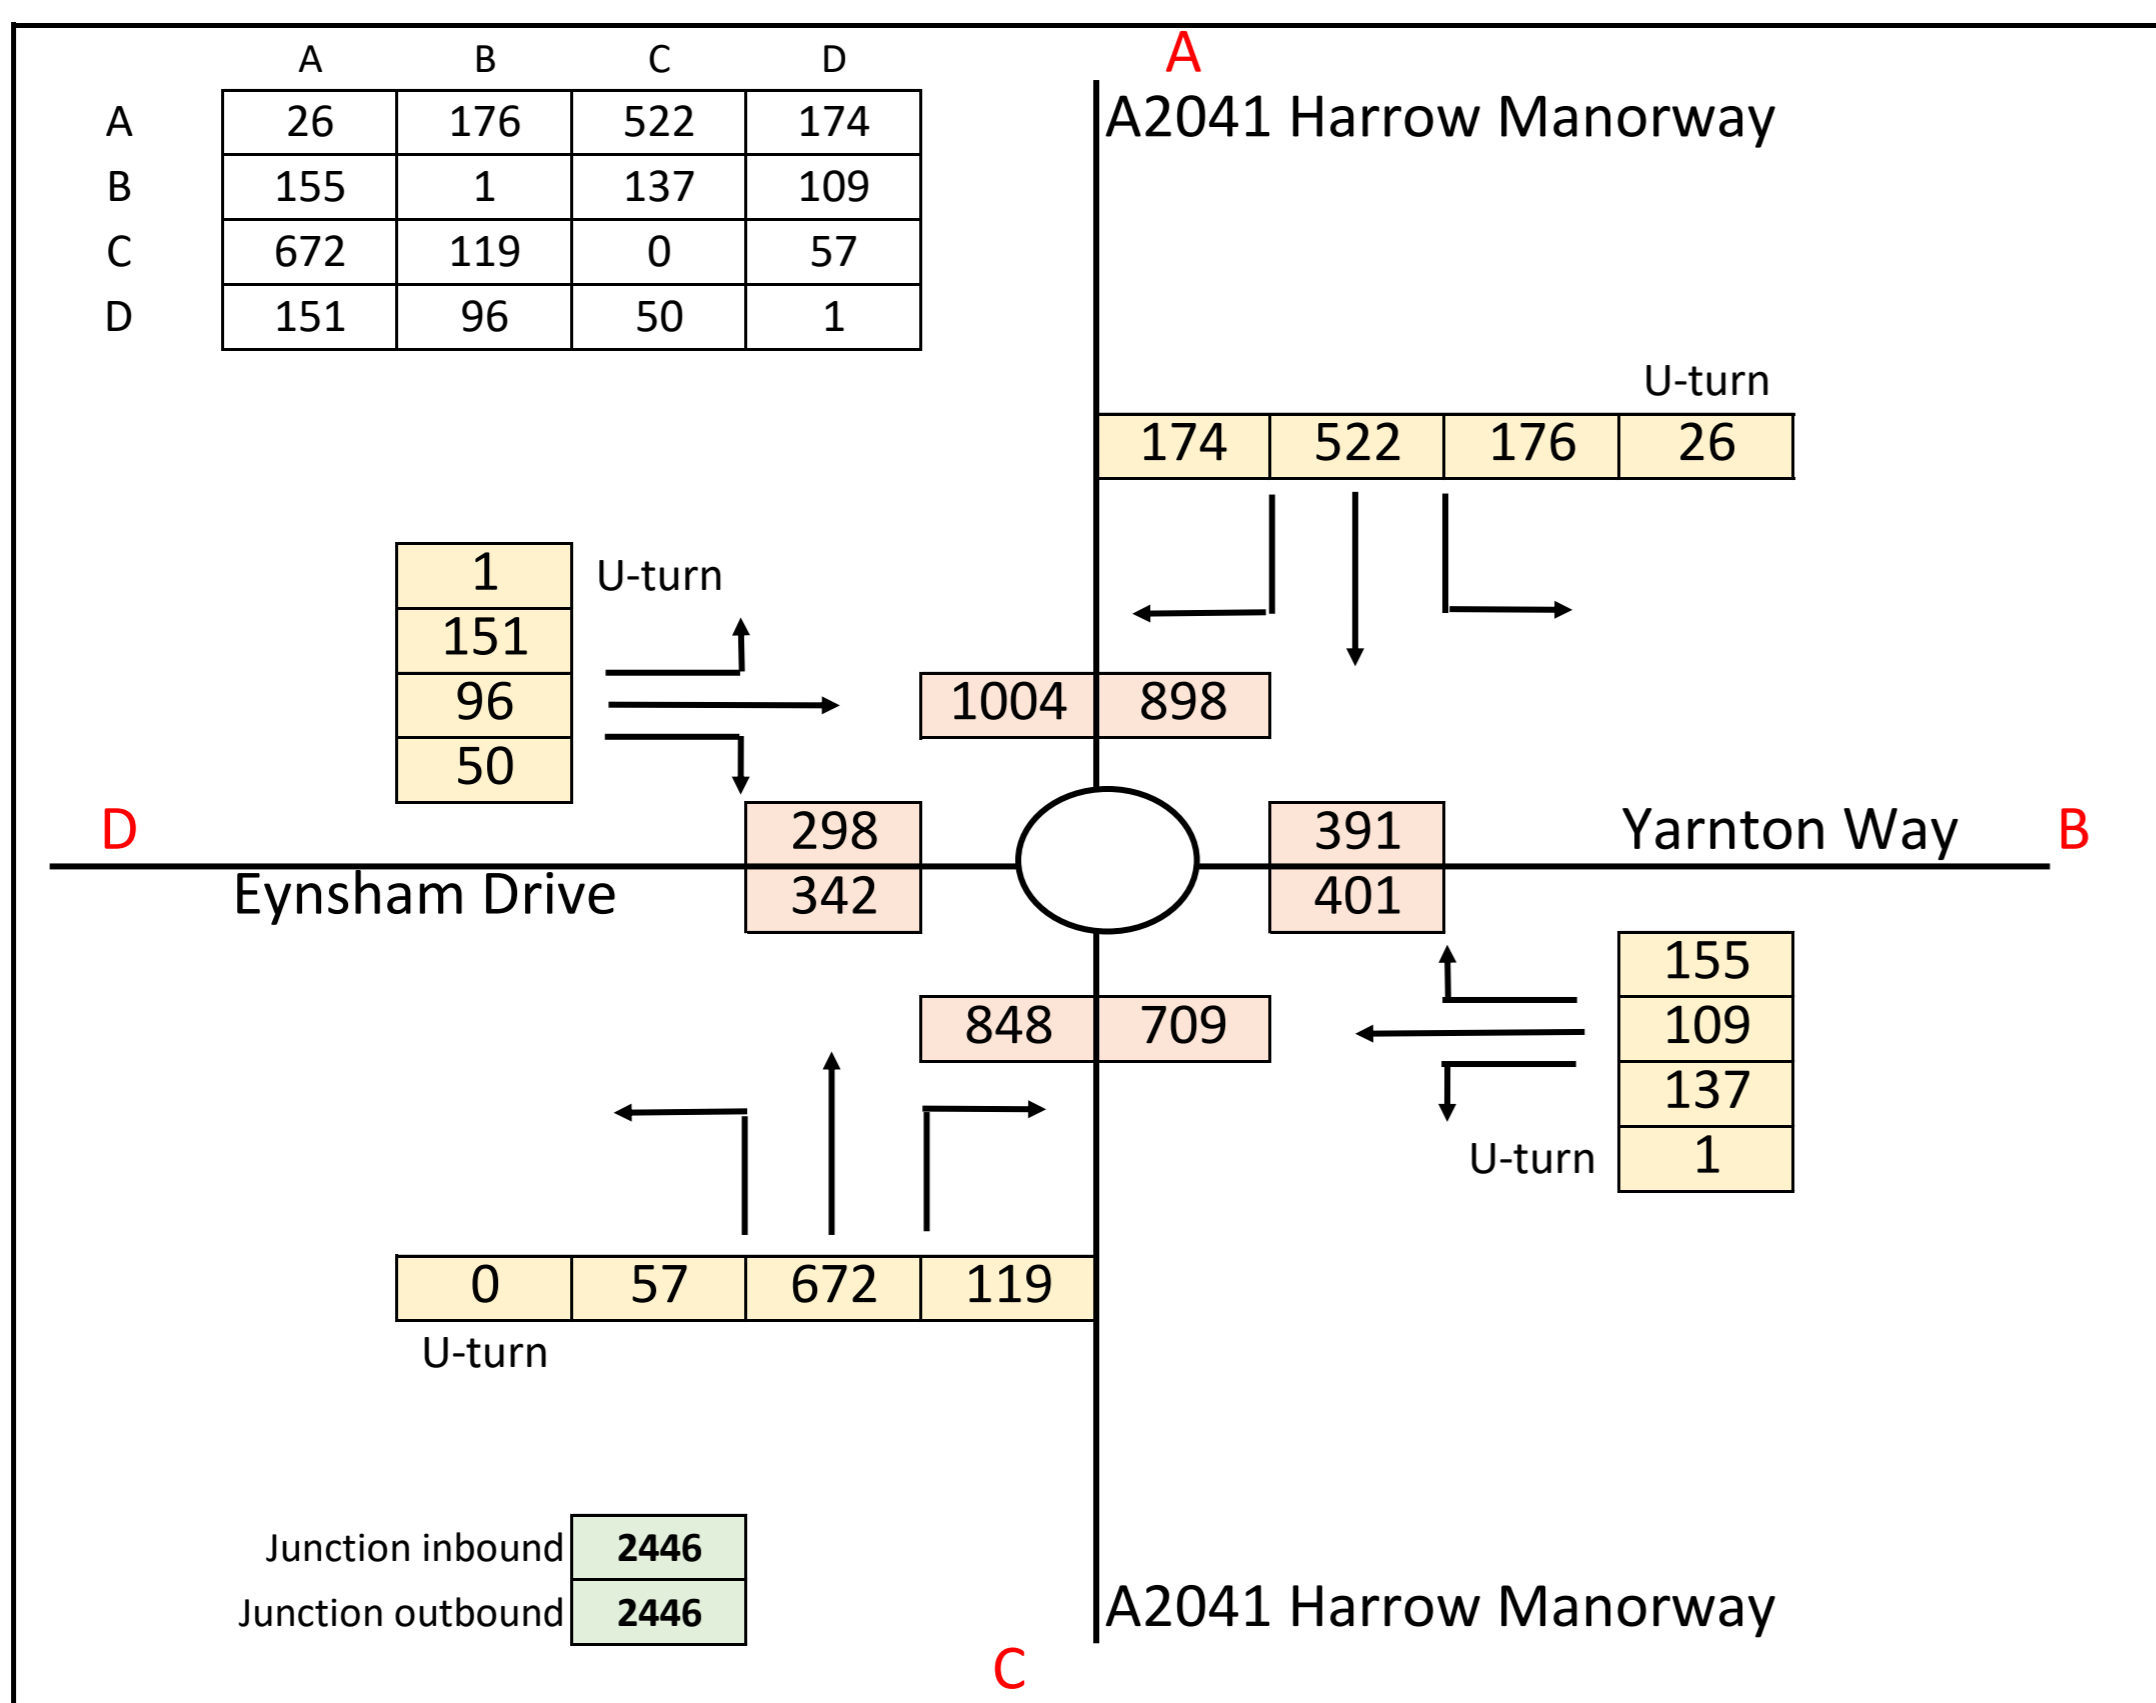 A B C D
A 26 176 522 174
B 155 1 137 109
C 672 119 0 57
D 151 96 50 1
A
A2041 Harrow Manorway
U-turn
174 522 176 26
1 U-turn
151
96
50
1004 898
D
298
342
Eynsham Drive
391
401
Yarnton Way
B
848 709
155
109
137
U-turn 1
0 57 672 119
U-turn
Junction inbound 2446
Junction outbound 2446
A2041 Harrow Manorway
C